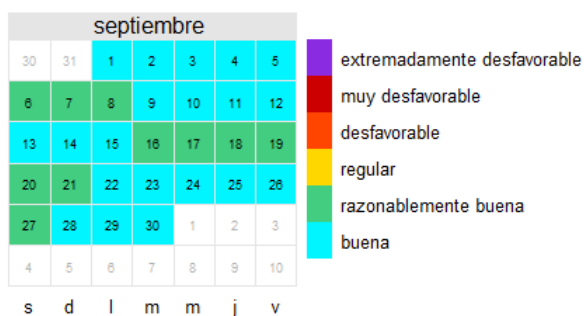 septiembre
30 31 1 2 3 4 5
6 7 8 9 10 11 12
13 14 15 16 17 18 19
20 21 22 23 24 25 26
27 28 29 30 1 2 3
4 5 6 7 8 9 10
s d l m m j v
extremadamente desfavorable
muy desfavorable
desfavorable
regular
razonablemente buena
buena